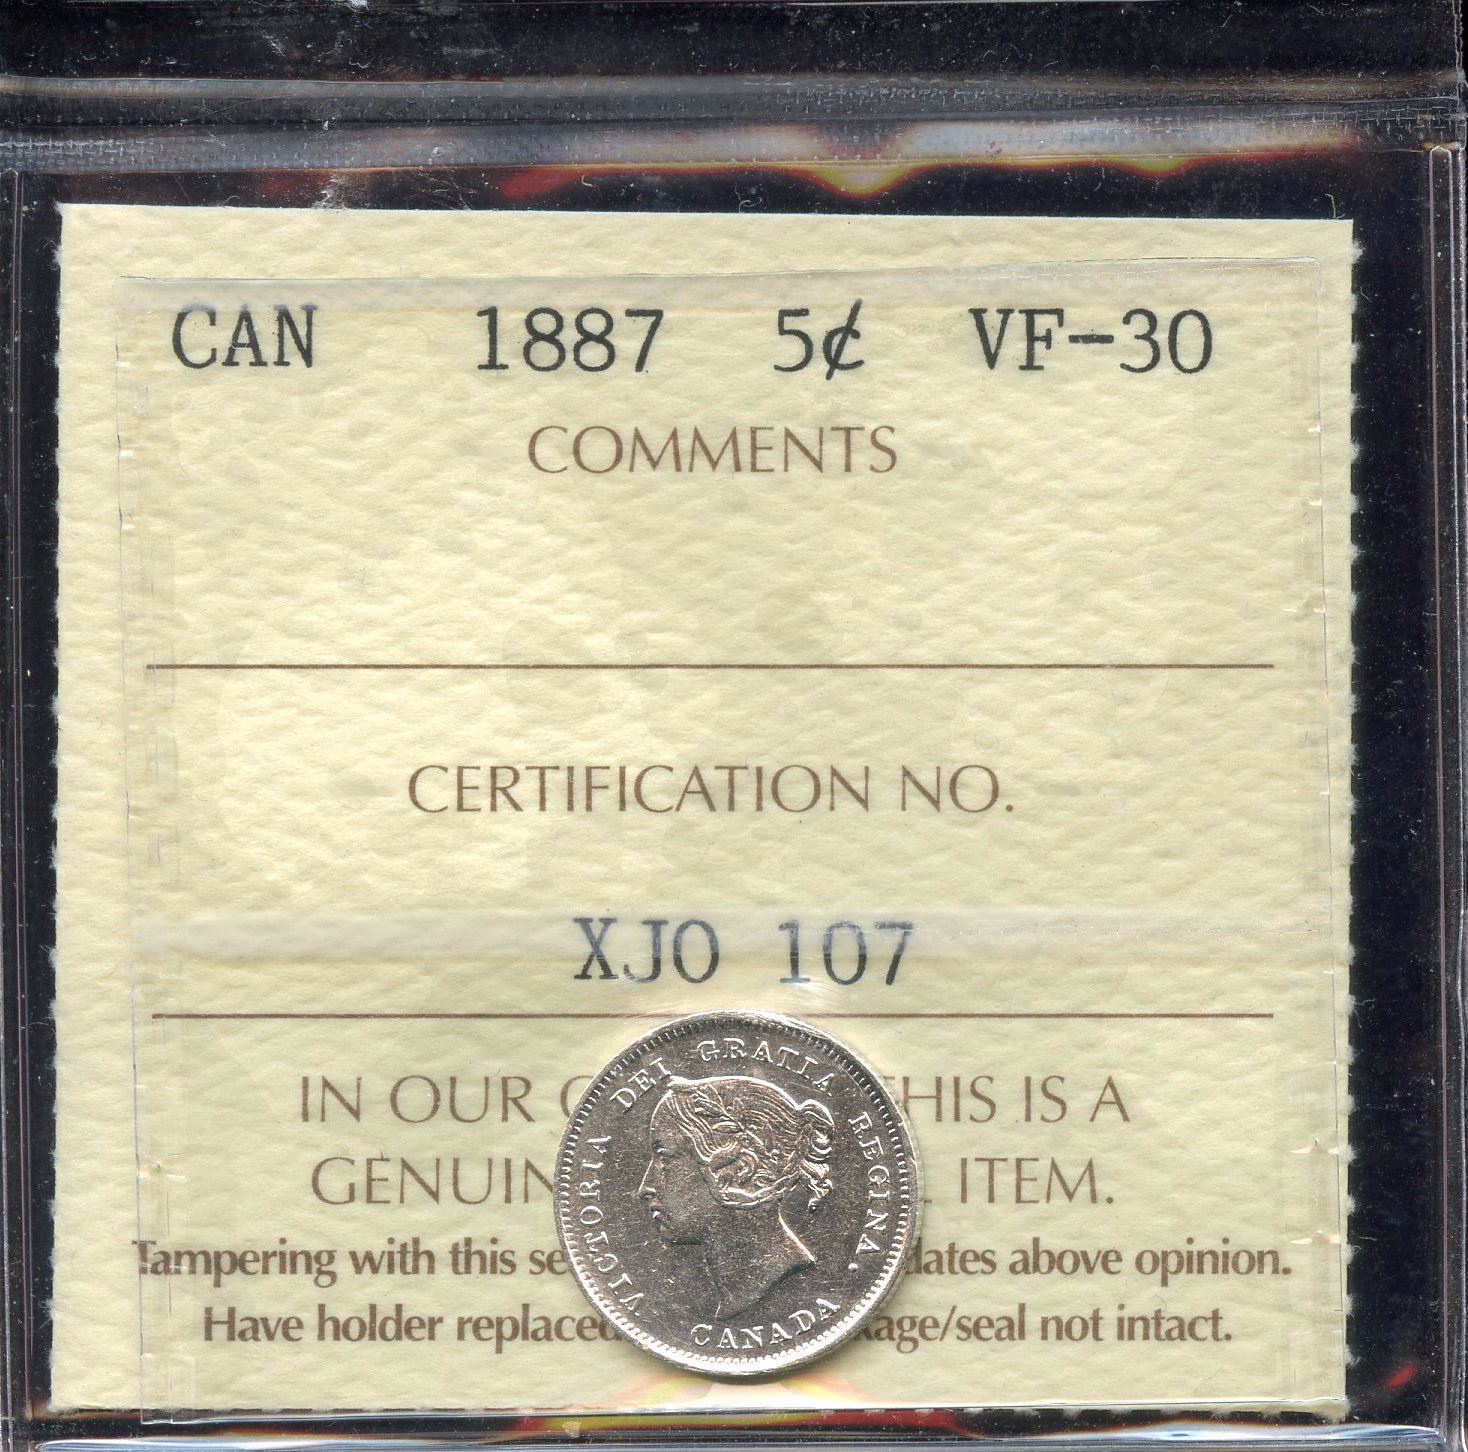 CAN 1887 5¢ VF-30
COMMENTS
CERTIFICATION NO.
XJO 107
IN OUR THIS IS A
GENUIN ITEM.
Tampering with this se dates above opinion.
Have holder replaced kage/seal not intact.
VICTORIA DEI GRATIA REGINA.
CANADA